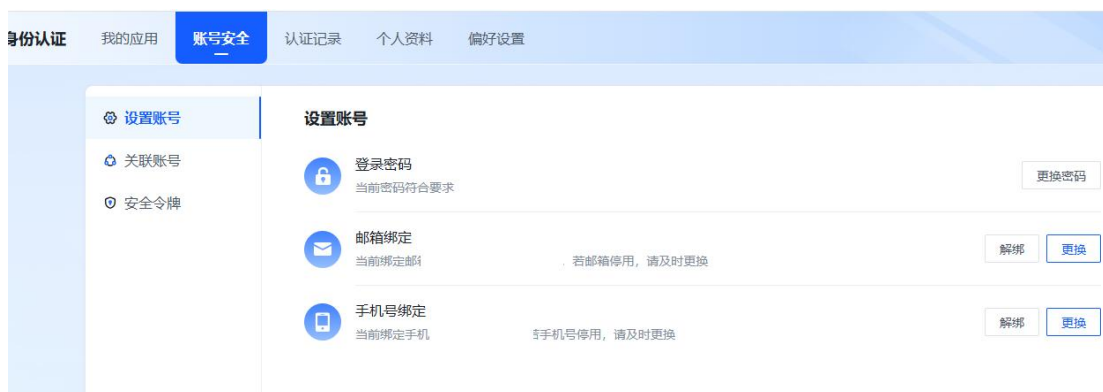 身份认证 我的应用 账号安全 认证记录 个人资料 偏好设置
设置账号
关联账号
安全令牌
设置账号
登录密码
当前密码符合要求
更换密码
邮箱绑定
当前绑定邮 若邮箱停用，请及时更换
解绑 更换
手机号绑定
当前绑定手机 手机号停用，请及时更换
解绑 更换